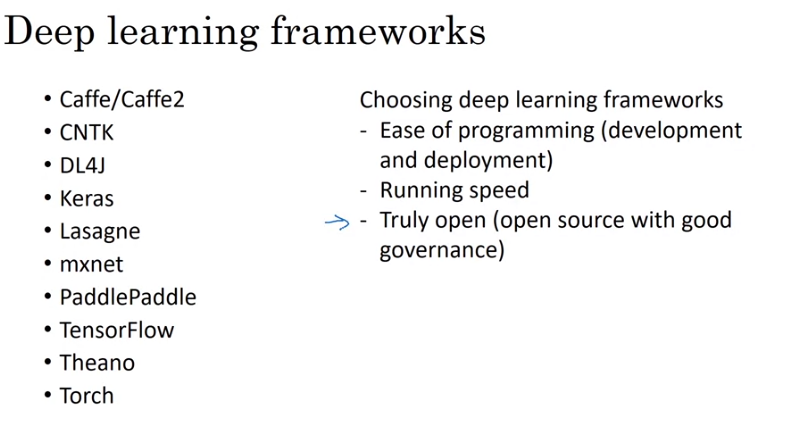 Deep learning frameworks
• Caffe/Caffe2
• CNTK
• DL4J
• Keras
• Lasagne
• mxnet
• PaddlePaddle
• TensorFlow
• Theano
• Torch
Choosing deep learning frameworks
- Ease of programming (development
and deployment)
- Running speed
- Truly open (open source with good
governance)